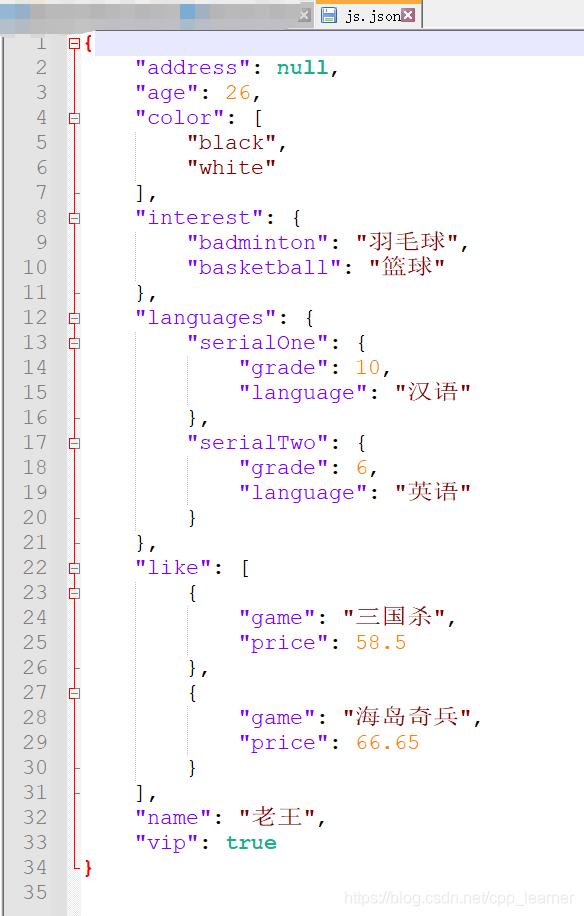 js.json
1 {
2 "address": null,
3 "age": 26,
4 "color": [
5 "black",
6 "white"
7 ],
8 "interest": {
9 "badminton": "羽毛球",
10 "basketball": "篮球"
11 },
12 "languages": {
13 "serialOne": {
14 "grade": 10,
15 "language": "汉语"
16 },
17 "serialTwo": {
18 "grade": 6,
19 "language": "英语"
20 }
21 },
22 "like": [
23 {
24 "game": "三国杀",
25 "price": 58.5
26 },
27 {
28 "game": "海岛奇兵",
29 "price": 66.65
30 }
31 ],
32 "name": "老王",
33 "vip": true
34 }
35
https://blog.csdn.net/cpp_learner